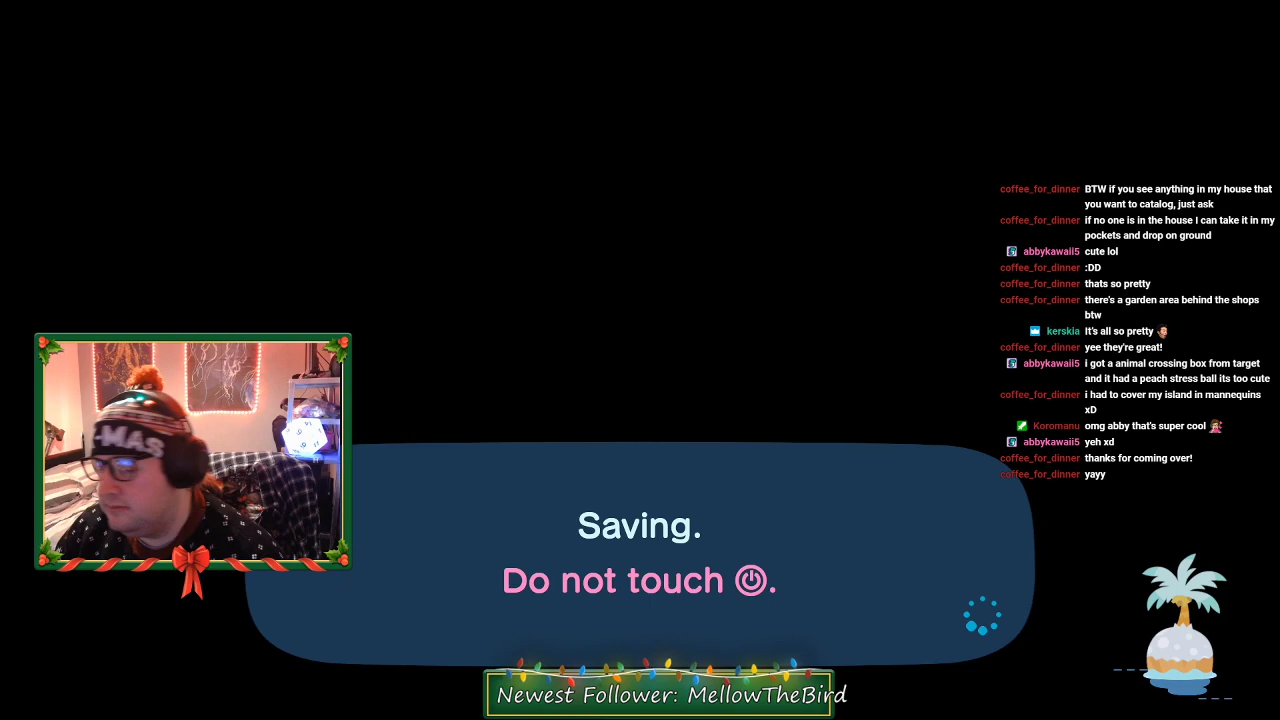 coffee_for_dinner BTW if you see anything in my house that
you want to catalog, just ask
coffee_for_dinner if no one is in the house I can take it in my
pockets and drop on ground
abbykawaii5 cute lol
coffee_for_dinner :DD
coffee_for_dinner thats so pretty
coffee_for_dinner there's a garden area behind the shops
btw
kerskia It's all so pretty
coffee_for_dinner yee they're great!
abbykawaii5 i got a animal crossing box from target
and it had a peach stress ball its too cute
coffee_for_dinner i had to cover my island in mannequins
xD
Koromanu omg abby that's super cool
abbykawaii5 yeh xd
coffee_for_dinner thanks for coming over!
coffee_for_dinner yayy
-MAS
Saving.
Do not touch ⏻.
Newest Follower: MellowTheBird